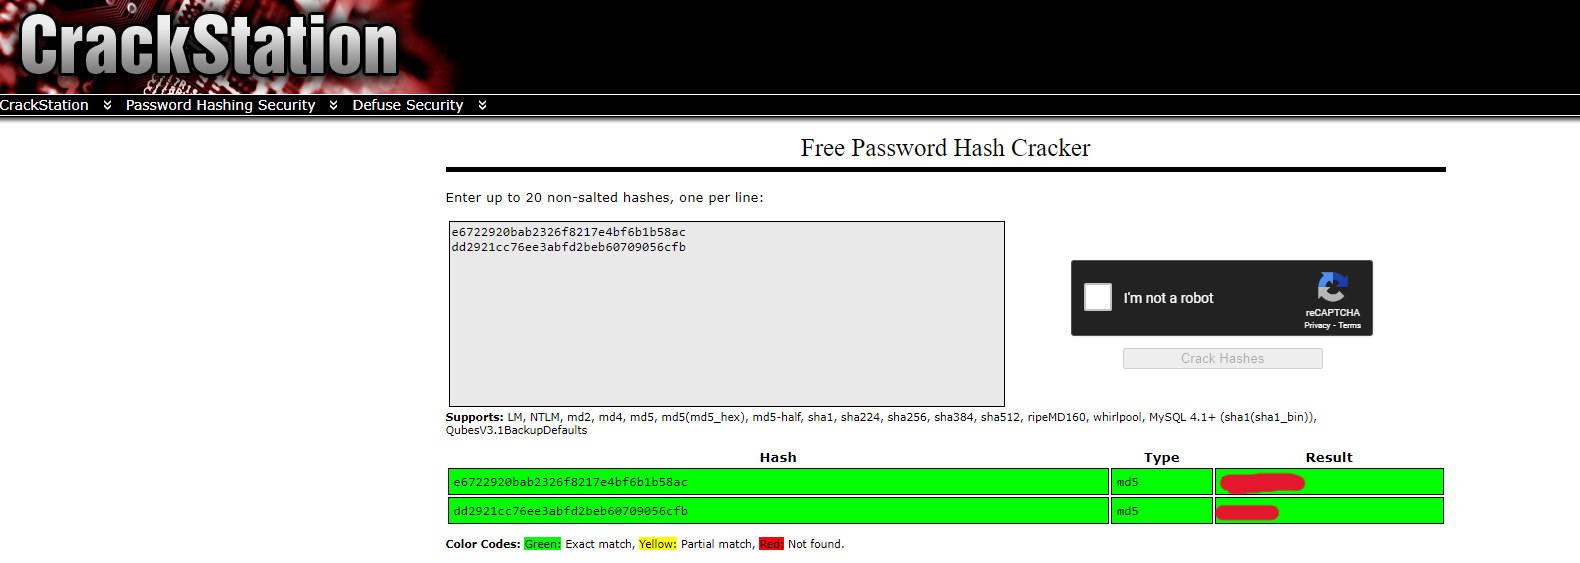 CrackStation
CrackStation Password Hashing Security Defuse Security
Free Password Hash Cracker
Enter up to 20 non-salted hashes, one per line:
e6722920bab2326f8217e4bf6b1b58ac
dd2921cc76ee3abfd2beb60709056cfb
I'm not a robot
reCAPTCHA
Privacy - Terms
Crack Hashes
Supports: LM, NTLM, md2, md4, md5, md5(md5_hex), md5-half, sha1, sha224, sha256, sha384, sha512, ripeMD160, whirlpool, MySQL 4.1+ (sha1(sha1_bin)),
QubesV3.1BackupDefaults
Hash Type Result
e6722920bab2326f8217e4bf6b1b58ac md5
dd2921cc76ee3abfd2beb60709056cfb md5
Color Codes: Green: Exact match, Yellow: Partial match, Red: Not found.